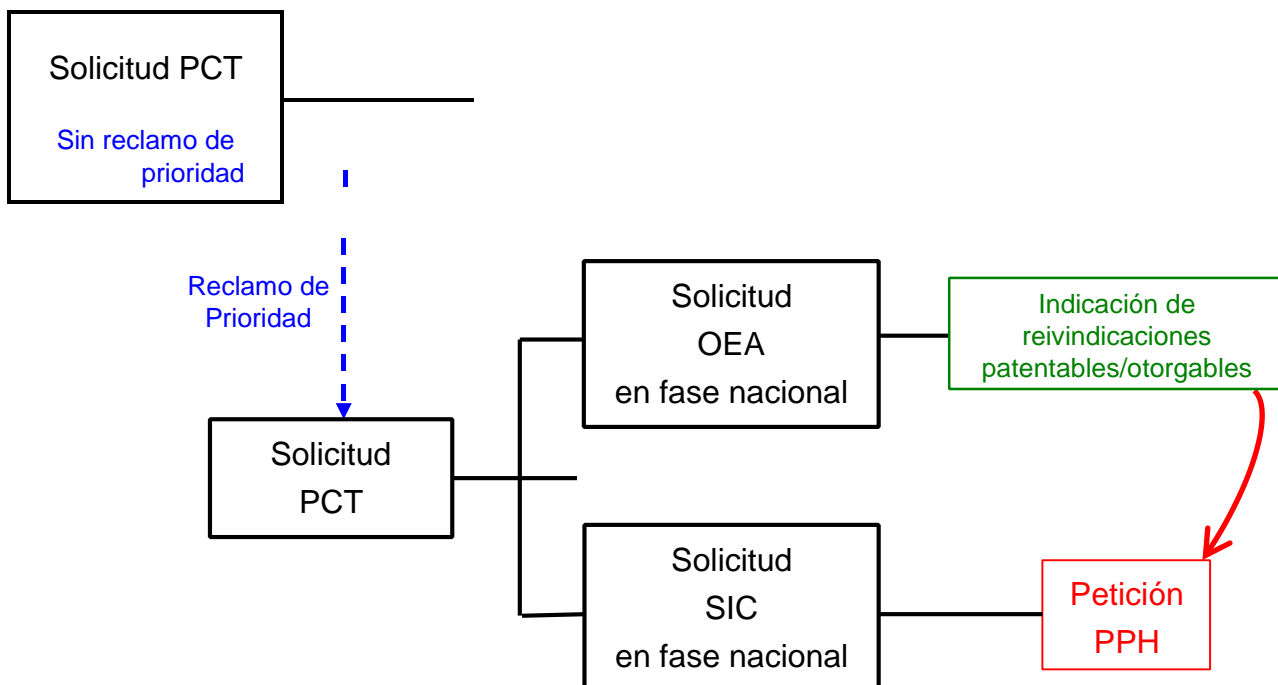 Solicitud PCT
Sin reclamo de
prioridad
Reclamo de
Prioridad
Solicitud
PCT
Solicitud
OEA
en fase nacional
Indicación de
reivindicaciones
patentables/otorgables
Solicitud
SIC
en fase nacional
Petición
PPH